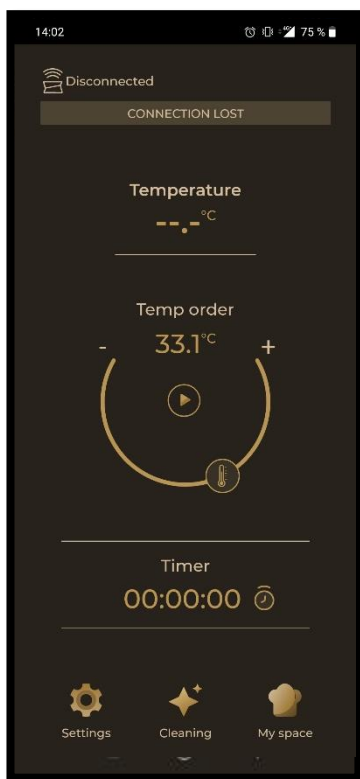 14:02
75 %
Disconnected
CONNECTION LOST
Temperature
--.-°C
Temp order
- 33.1°C +
Timer
00:00:00
Settings Cleaning My space